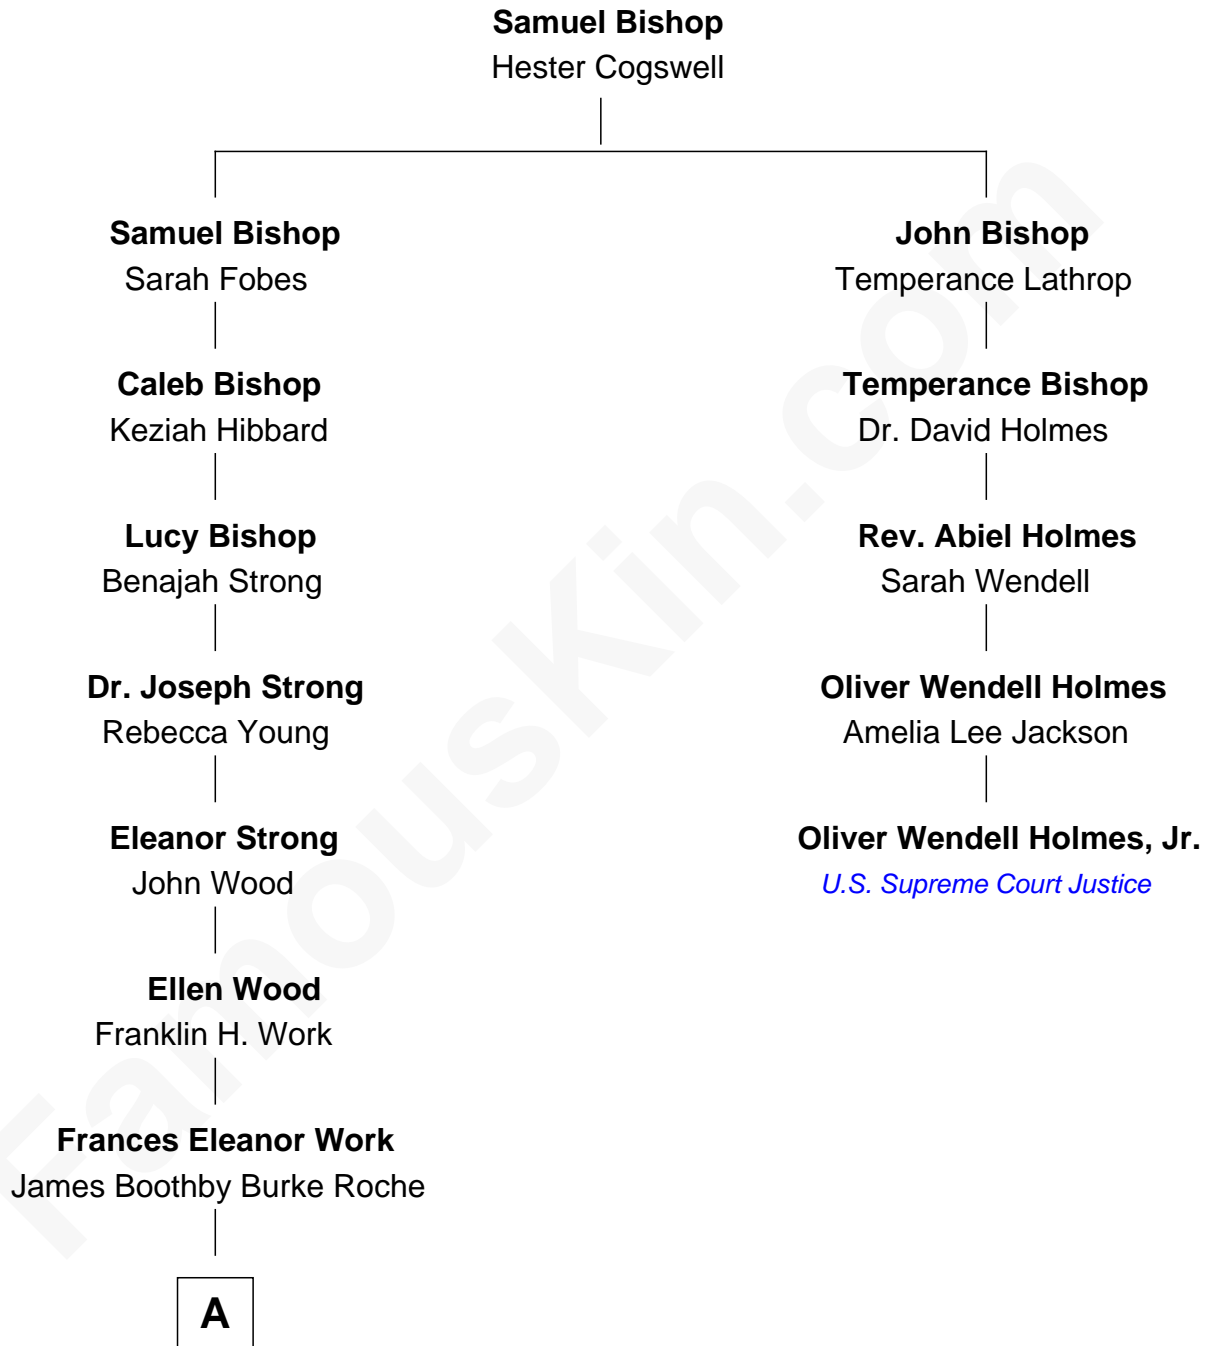 Samuel Bishop
Hester Cogswell
Samuel Bishop
Sarah Fobes
John Bishop
Temperance Lathrop
Caleb Bishop
Keziah Hibbard
Temperance Bishop
Dr. David Holmes
Lucy Bishop
Benajah Strong
Rev. Abiel Holmes
Sarah Wendell
Dr. Joseph Strong
Rebecca Young
Oliver Wendell Holmes
Amelia Lee Jackson
Eleanor Strong
John Wood
Oliver Wendell Holmes, Jr.
U.S. Supreme Court Justice
Ellen Wood
Franklin H. Work
Frances Eleanor Work
James Boothby Burke Roche
A
FamousKin.com